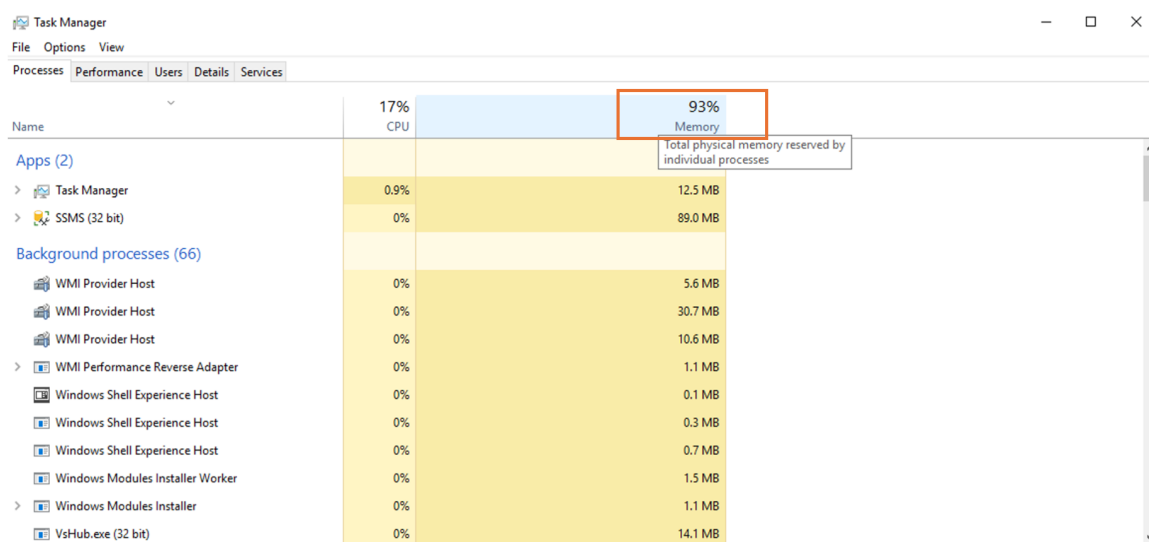 Task Manager
File Options View
Processes Performance Users Details Services
17% 93%
Name CPU Memory
Total physical memory reserved by
individual processes
Apps (2)
Task Manager 0.9% 12.5 MB
SSMS (32 bit) 0% 89.0 MB
Background processes (66)
WMI Provider Host 0% 5.6 MB
WMI Provider Host 0% 30.7 MB
WMI Provider Host 0% 10.6 MB
WMI Performance Reverse Adapter 0% 1.1 MB
Windows Shell Experience Host 0% 0.1 MB
Windows Shell Experience Host 0% 0.3 MB
Windows Shell Experience Host 0% 0.7 MB
Windows Modules Installer Worker 0% 1.5 MB
Windows Modules Installer 0% 1.1 MB
VsHub.exe (32 bit) 0% 14.1 MB